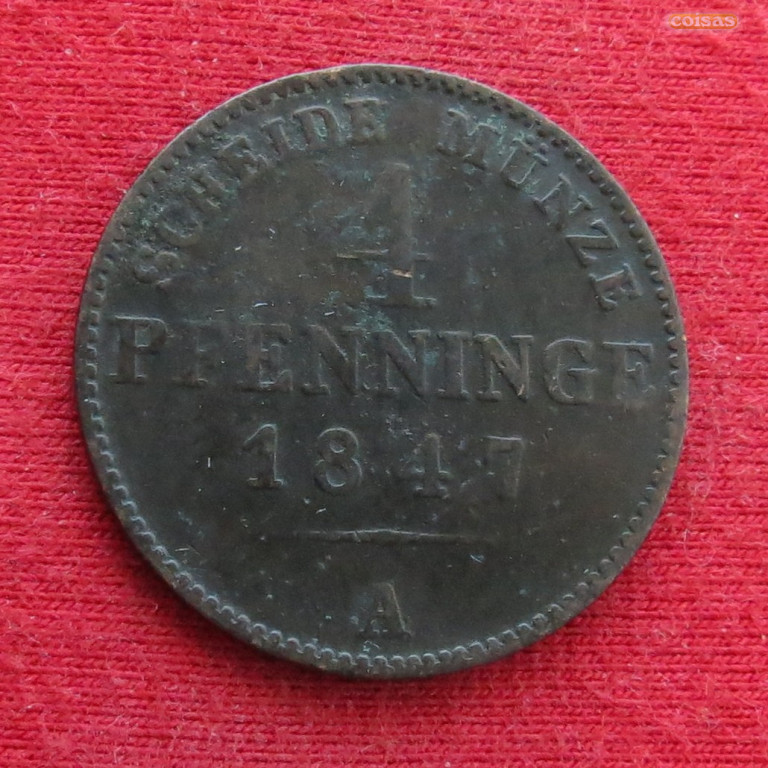 coisas
SCHEIDE MÜNZE
4
PFENNINGE
1847
A